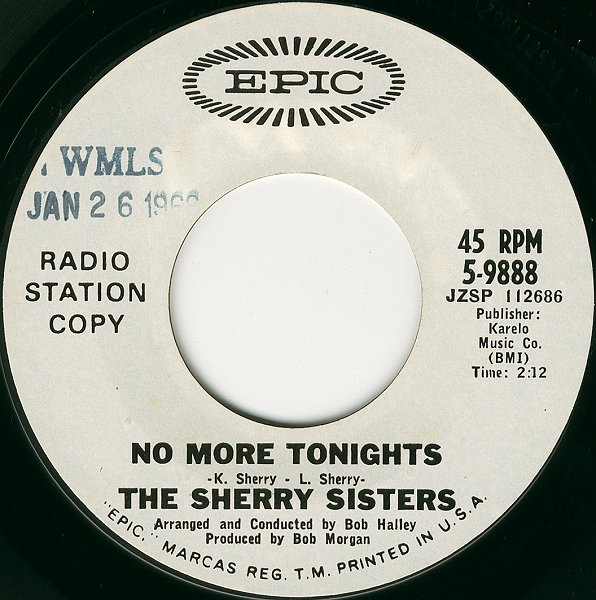 EPIC
WMLS
JAN 26
RADIO
STATION
COPY
45 RPM
5-9888
JZSP 112686
Publisher:
Karelo
Music Co.
(BMI)
Time: 2:12
NO MORE TONIGHTS
-K. Sherry - L. Sherry-
THE SHERRY SISTERS
Arranged and Conducted by Bob Halley
Produced by Bob Morgan
"EPIC," MARCAS REG. T.M. PRINTED IN U.S.A.